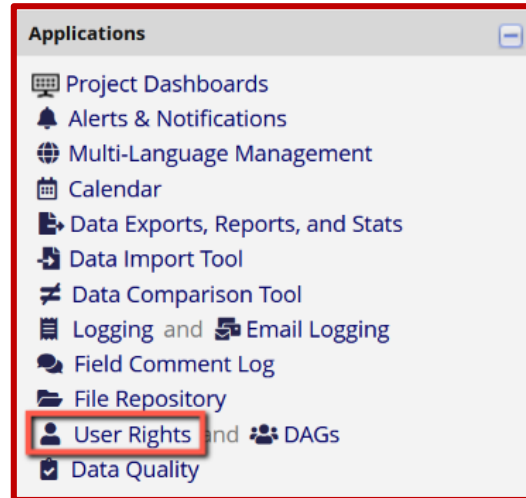 Applications
Project Dashboards
Alerts & Notifications
Multi-Language Management
Calendar
Data Exports, Reports, and Stats
Data Import Tool
Data Comparison Tool
Logging and Email Logging
Field Comment Log
File Repository
User Rights and DAGs
Data Quality